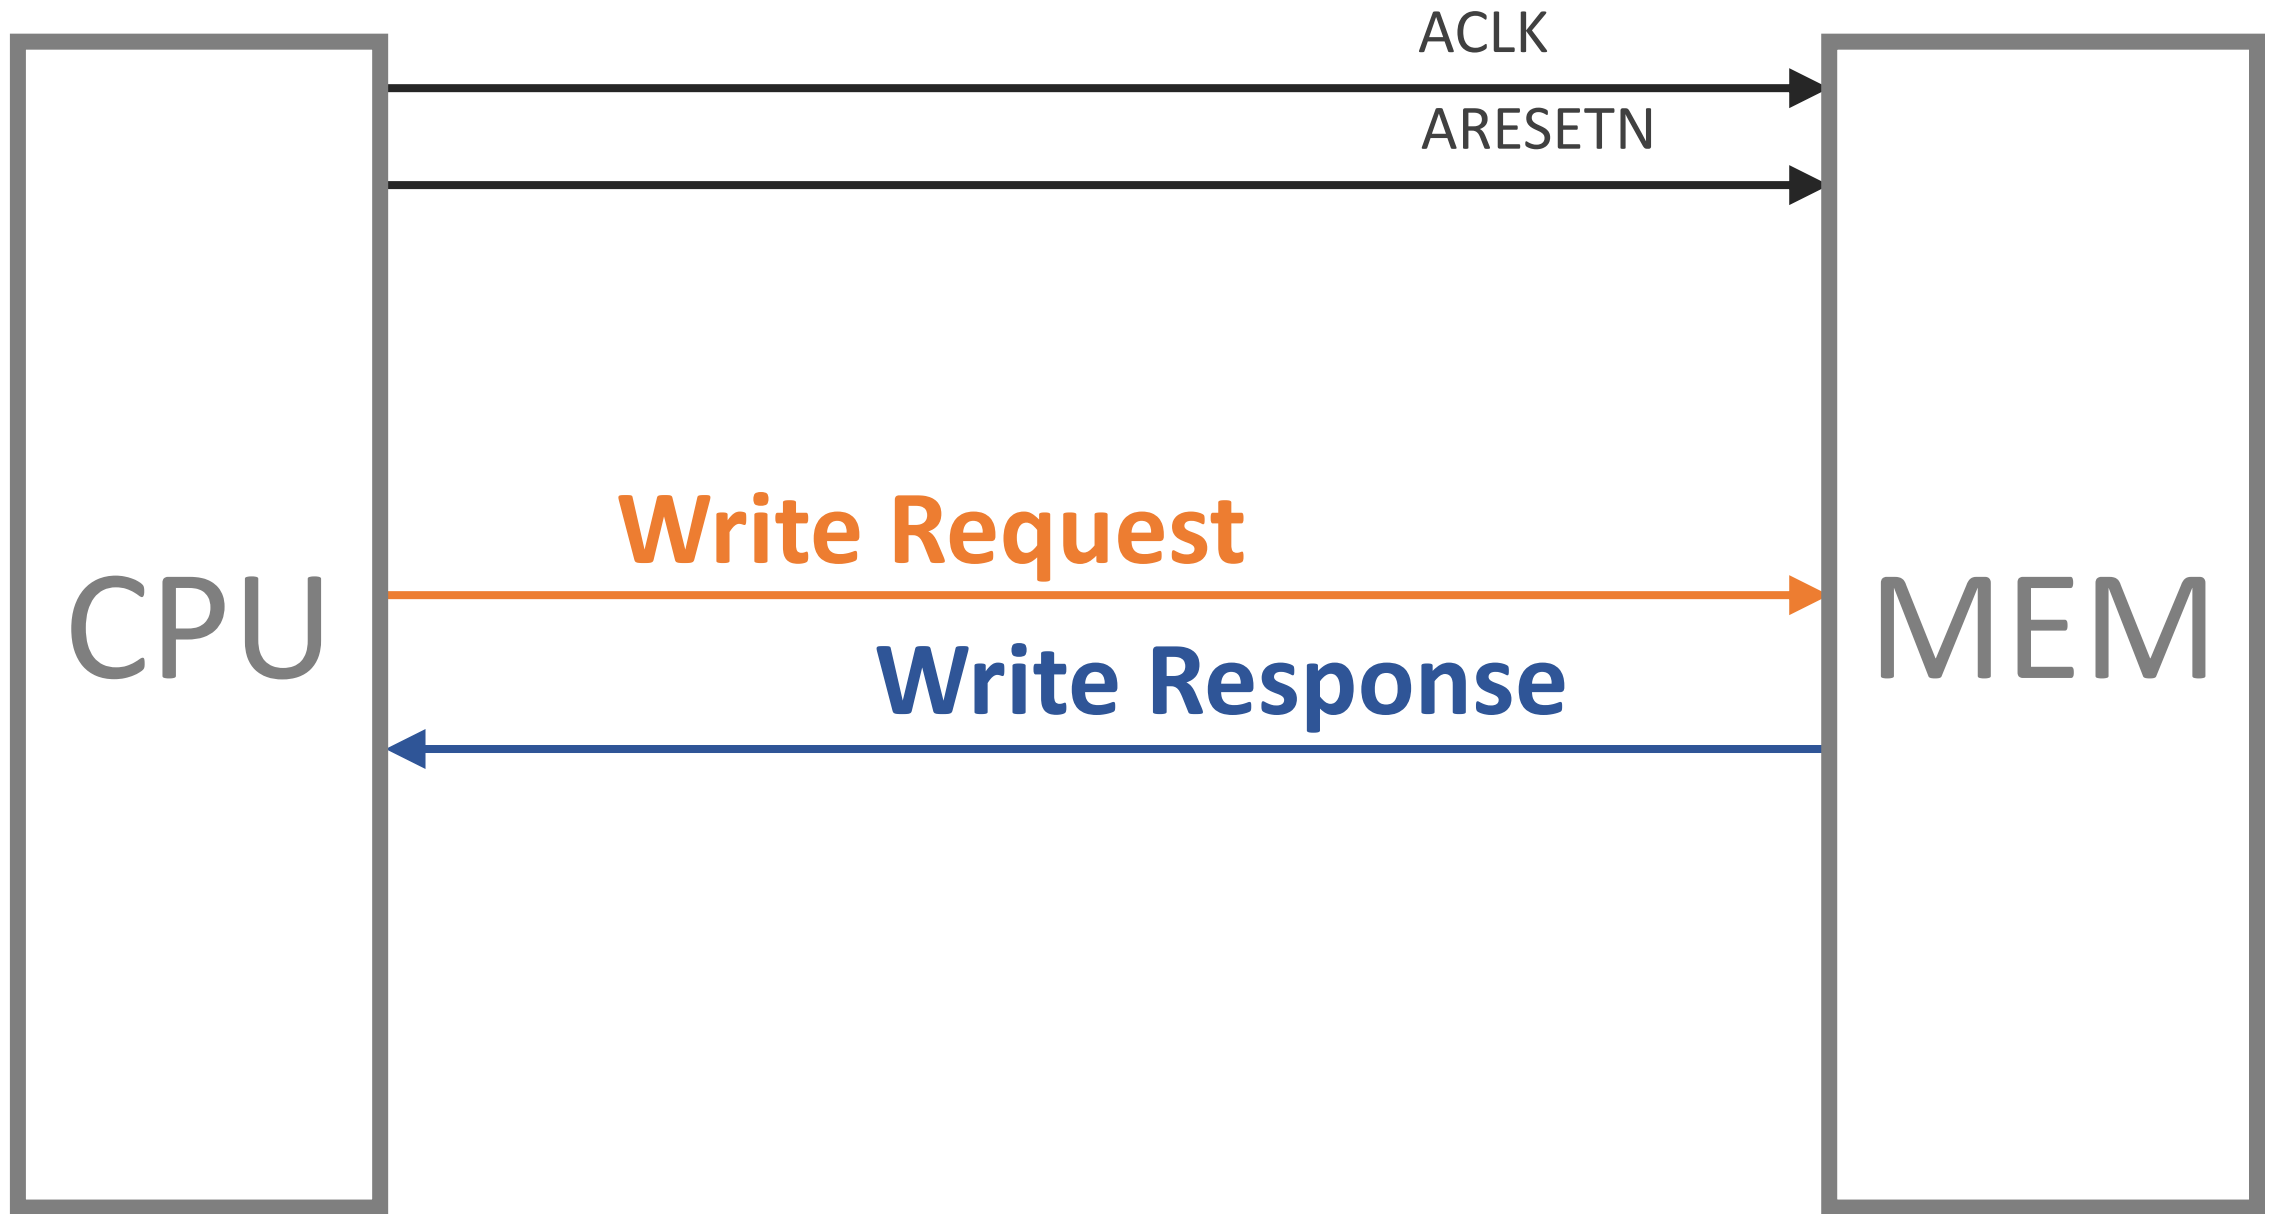 ACLK
ARESETN
Write Request
CPU
MEM
Write Response